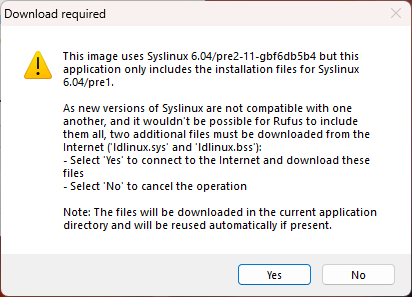 Download required
This image uses Syslinux 6.04/pre2-11-gbf6db5b4 but this
application only includes the installation files for Syslinux
6.04/pre1.
As new versions of Syslinux are not compatible with one
another, and it wouldn't be possible for Rufus to include
them all, two additional files must be downloaded from the
Internet ('ldlinux.sys' and 'ldlinux.bss'):
- Select 'Yes' to connect to the Internet and download these
files
- Select 'No' to cancel the operation
Note: The files will be downloaded in the current application
directory and will be reused automatically if present.
Yes
No